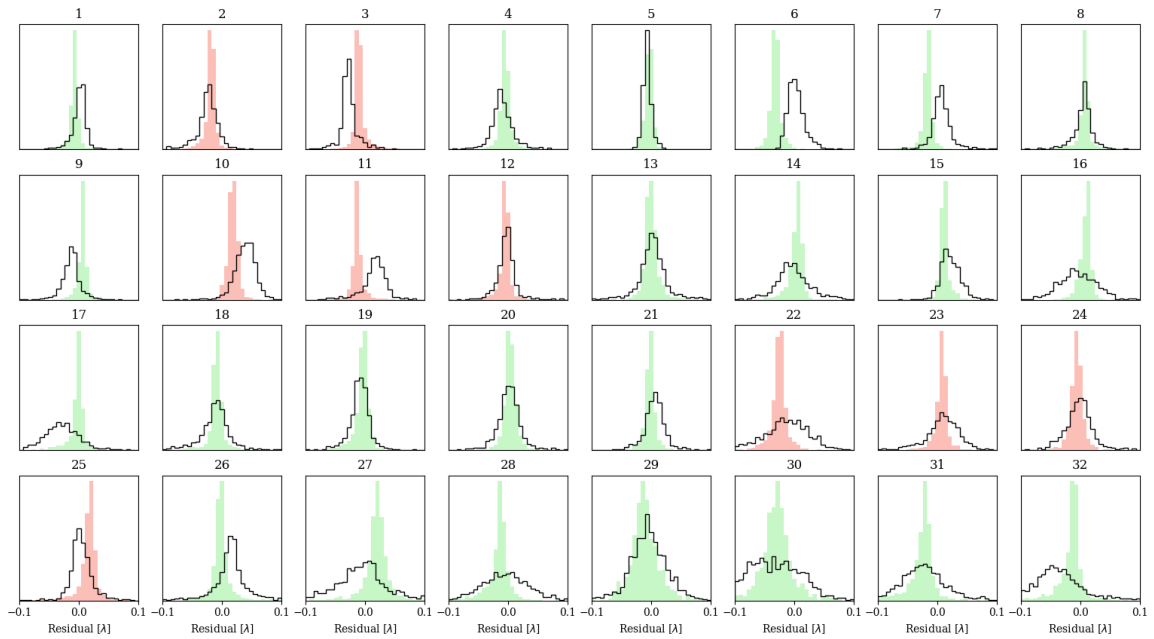 1 2 3 4 5 6 7 8
9 10 11 12 13 14 15 16
17 18 19 20 21 22 23 24
25 26 27 28 29 30 31 32
−0.1 0.0 0.1 −0.1 0.0 0.1 −0.1 0.0 0.1 −0.1 0.0 0.1 −0.1 0.0 0.1 −0.1 0.0 0.1 −0.1 0.0 0.1 −0.1 0.0 0.1
Residual [λ] Residual [λ] Residual [λ] Residual [λ] Residual [λ] Residual [λ] Residual [λ] Residual [λ]